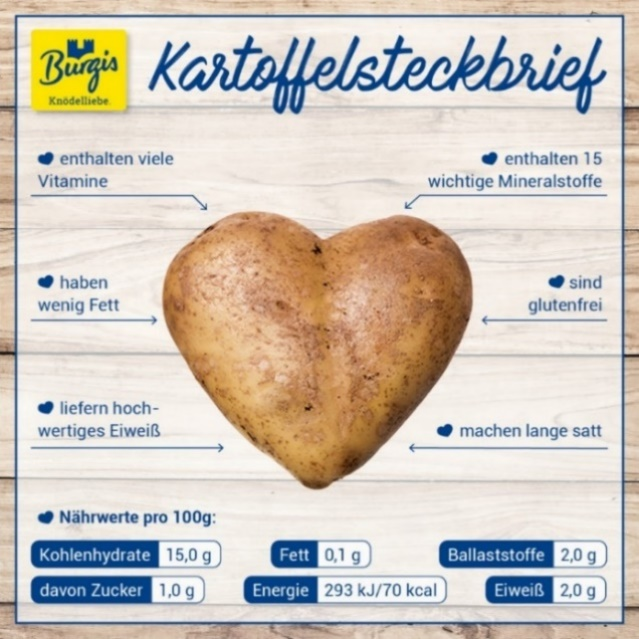 Burgis
Knödelliebe.
Kartoffelsteckbrief
enthalten viele
Vitamine
enthalten 15
wichtige Mineralstoffe
haben
wenig Fett
sind
glutenfrei
liefern hoch-
wertiges Eiweiß
machen lange satt
Nährwerte pro 100g:
Kohlenhydrate 15,0 g
Fett 0,1 g
Ballaststoffe 2,0 g
davon Zucker 1,0 g
Energie 293 kJ/70 kcal
Eiweiß 2,0 g